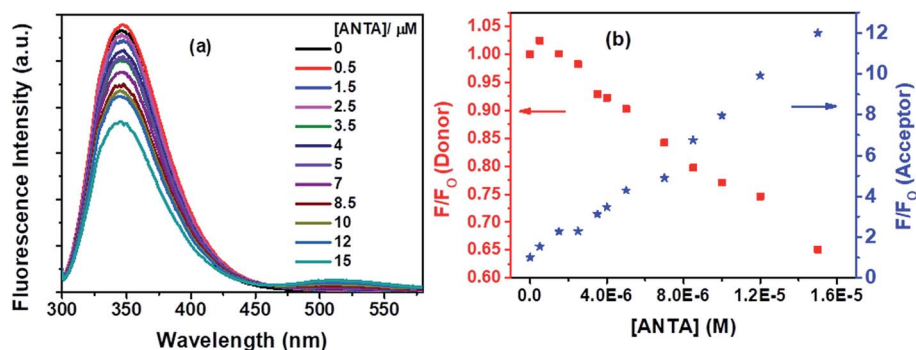 (a)
[ANTA]/ μM
0
0.5
1.5
2.5
3.5
4
5
7
8.5
10
12
15
Fluorescence Intensity (a.u.)
300 350 400 450 500 550
Wavelength (nm)
(b)
F/F_O (Donor)
1.05
1.00
0.95
0.90
0.85
0.80
0.75
0.70
0.65
0.60
12
10
8
6
4
2
0
F/F_O (Acceptor)
0.0 4.0E-6 8.0E-6 1.2E-5 1.6E-5
[ANTA] (M)